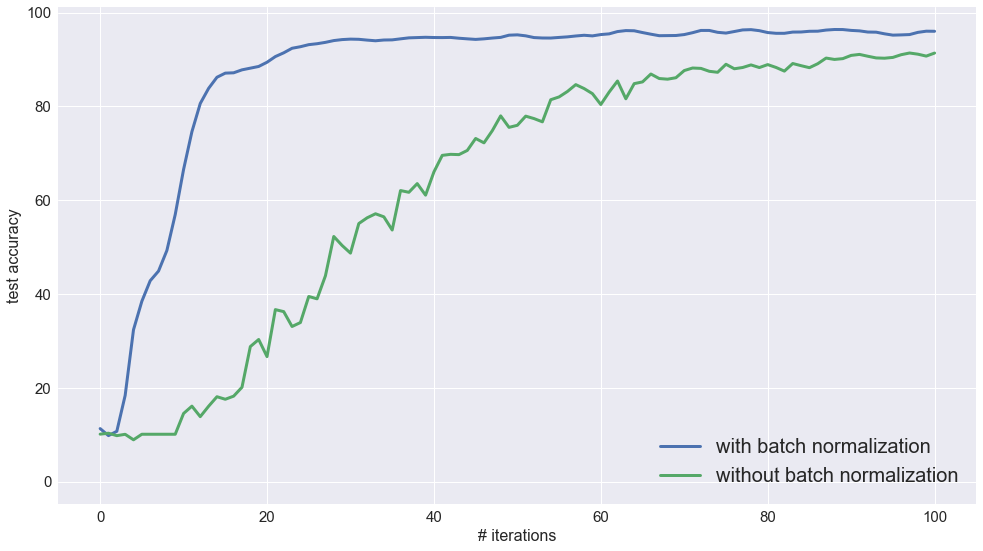 100
80
60
40
20
0
test accuracy
with batch normalization
without batch normalization
0 20 40 60 80 100
# iterations